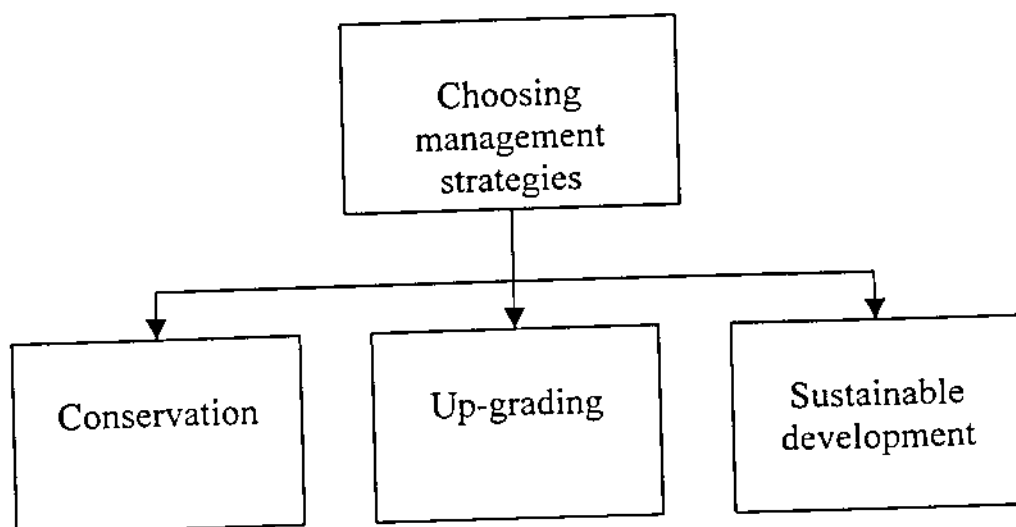 Choosing
management
strategies
Conservation
Up-grading
Sustainable
development